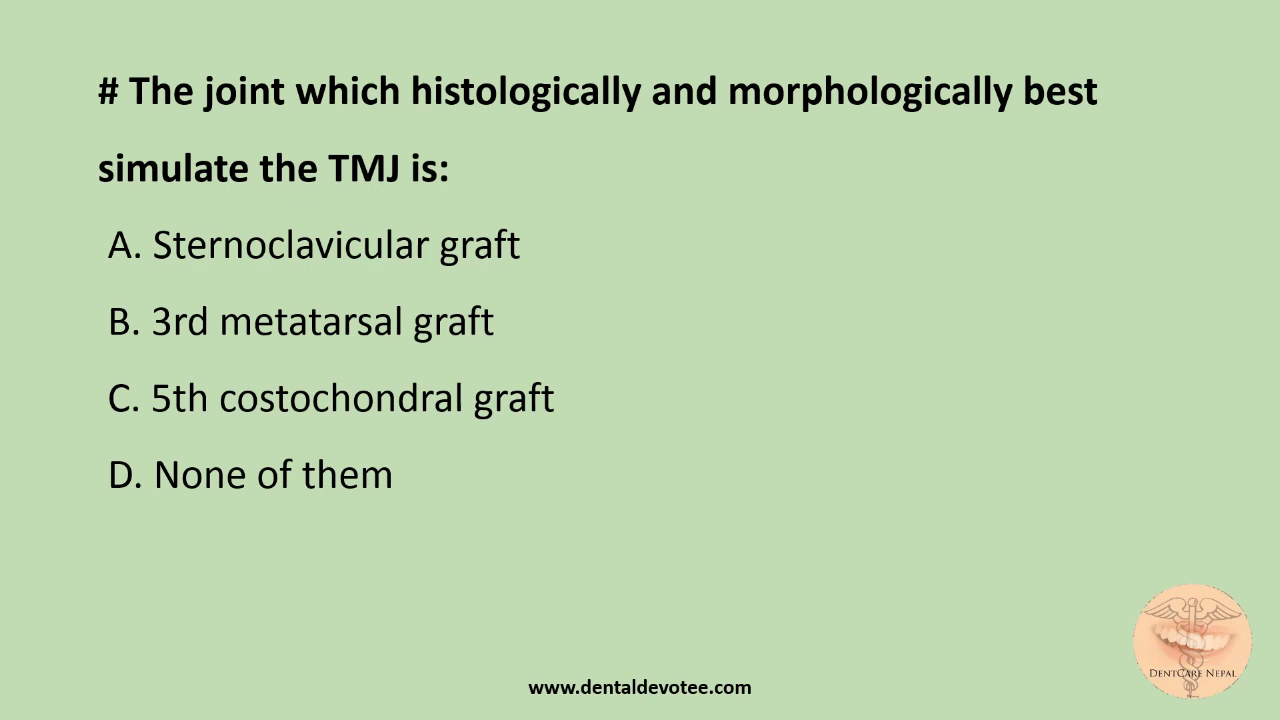 # The joint which histologically and morphologically best
simulate the TMJ is:
A. Sternoclavicular graft
B. 3rd metatarsal graft
C. 5th costochondral graft
D. None of them
DentCare Nepal
www.dentaldevotee.com